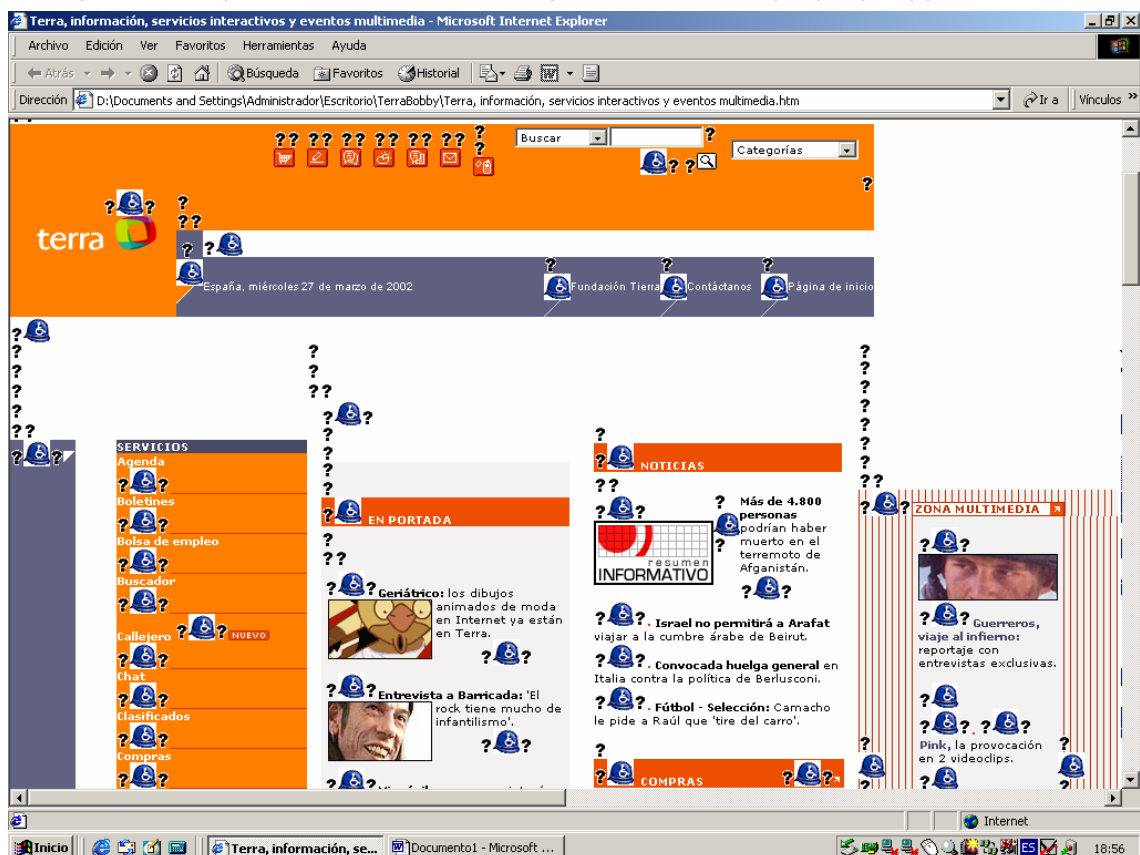 Terra, información, servicios interactivos y eventos multimedia - Microsoft Internet Explorer
Archivo Edición Ver Favoritos Herramientas Ayuda
Atrás Búsqueda Favoritos Historial
Dirección D:\Documents and Settings\Administrador\Escritorio\TerraBobby\Terra, información, servicios interactivos y eventos multimedia.htm Ir a Vínculos »
?? ?? ?? ?? ?? ?? ? Buscar ?
? Categorías
? ?
?
? ? ?
??
terra
? ?
? ? ?
España, miércoles 27 de marzo de 2002 Fundación Tierra Contáctanos Página de inicio
?
? ? ?
? ? ?
? ?? ?
? ?
? ? ?
?? ? ?
? ?
SERVICIOS
Agenda
? ?
Boletines
? ?
Bolsa de empleo
? ?
Buscador
? ?
Callejero ? ? NUEVO
? ?
Chat
? ?
Clasificados
? ?
Compras
? ?
?
?
?
?
? EN PORTADA
?
??
? ? Geriátrico: los dibujos
animados de moda
en Internet ya están
en Terra.
? ?
? ? Entrevista a Barricada: 'El
rock tiene mucho de
infantilismo'.
? ?
? ?
?
? NOTICIAS
??
? ? ? Más de 4.800
personas
podrían haber
muerto en el
terremoto de
Afganistán.
resumen
INFORMATIVO
?
? ?
? ? . Israel no permitirá a Arafat
viajar a la cumbre árabe de Beirut.
? ? . Convocada huelga general en
Italia contra la política de Berlusconi.
? ? . Fútbol - Selección: Camacho
le pide a Raúl que 'tire del carro'.
?
? COMPRAS ? ?
?
?
??
? ? ZONA MULTIMEDIA
? ?
? ? Guerreros,
viaje al infierno:
reportaje con
entrevistas exclusivas.
?
? ? . ? ?
Pink, la provocación
en 2 videoclips.
? ?
? ?
Internet
Inicio Terra, información, se... Documento1 - Microsoft ... ES 18:56